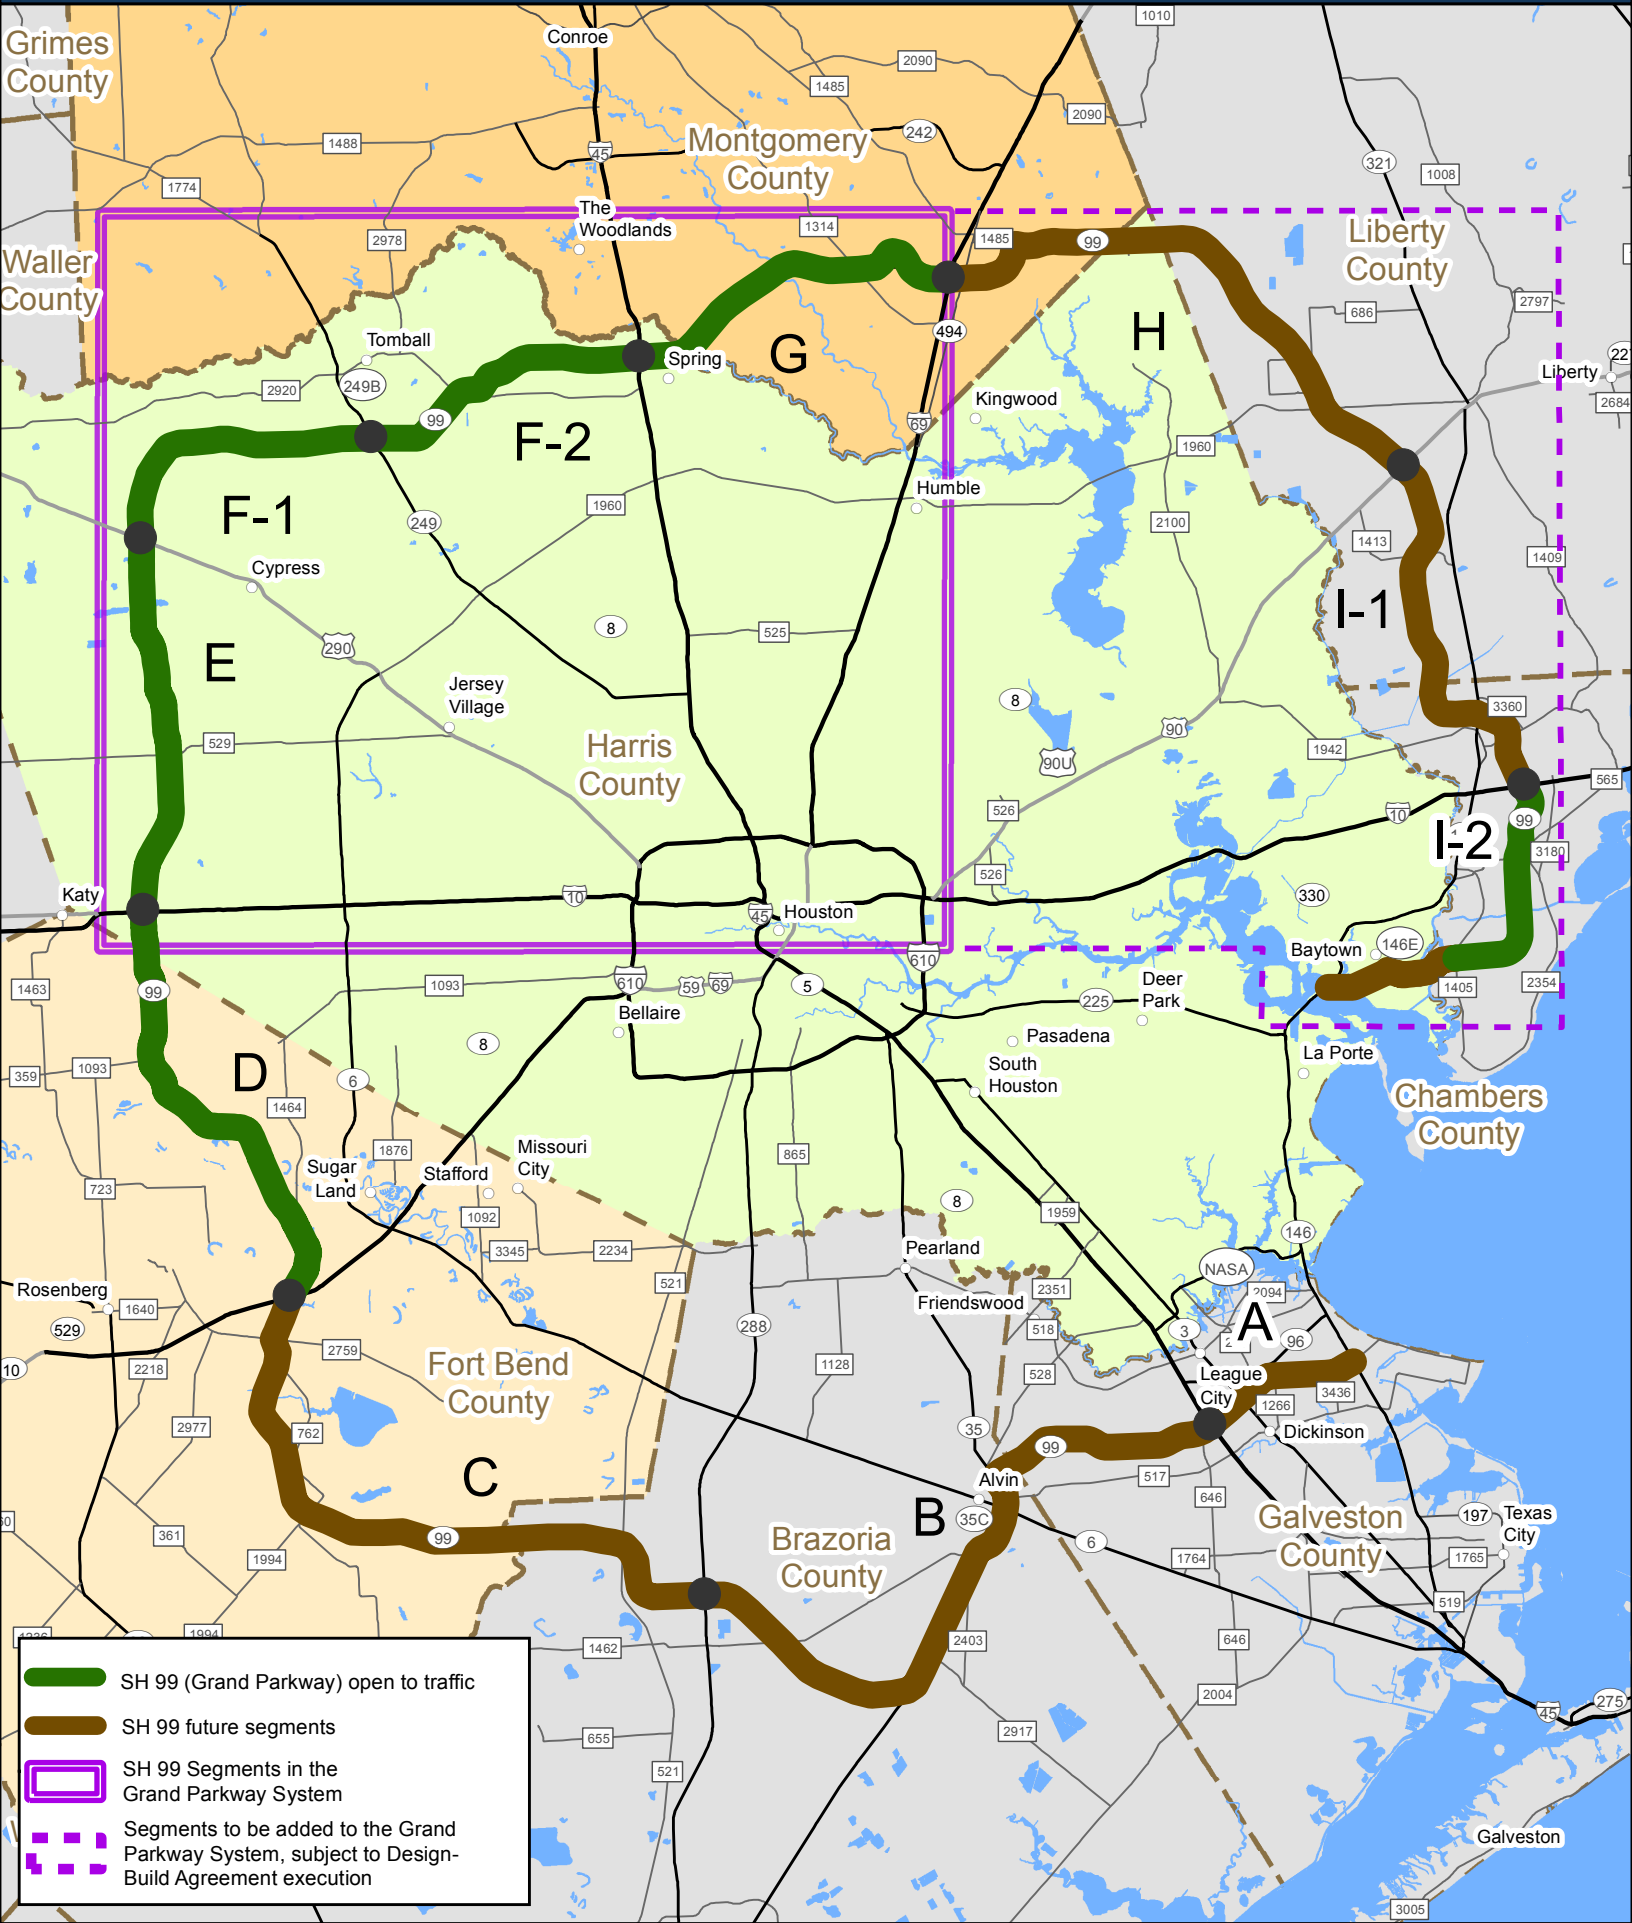 1010
Grimes
County
Conroe
2090
1485
2090
242
1488
Montgomery
County
45
321
1008
1774
The
Woodlands
1314
2978
1485
99
Liberty
County
Waller
County
2797
686
494
H
Tomball
G
Spring
Liberty
249B
2920
Kingwood
2684
99
69
F-2
1960
Humble
1960
F-1
249
2100
1413
1409
Cypress
I-1
8
525
290
E
Jersey
Village
8
3360
90
529
Harris
County
1942
90U
565
526
10
99
I-2
3180
526
Katy
10
330
45
Houston
Baytown
146E
610
1463
99
1093
610
59
69
5
Deer
Park
225
1405
2354
Bellaire
8
Pasadena
La Porte
359
1093
D
6
South
Houston
Chambers
County
1464
1876
Missouri
City
865
Sugar
Land
Stafford
723
8
1959
1092
146
3345
2234
Pearland
NASA
521
2351
2094
Rosenberg
1640
Friendswood
A
529
288
518
3
96
10
2218
2759
1128
528
League
City
3436
Fort Bend
County
1266
2977
762
35
99
Dickinson
C
Alvin
517
646
B
35C
Galveston
County
197
Texas
City
361
99
Brazoria
County
6
1994
1764
1765
519
1994
1462
2403
646
SH 99 (Grand Parkway) open to traffic
2004
275
45
SH 99 future segments
2917
655
SH 99 Segments in the
Grand Parkway System
521
Segments to be added to the Grand
Parkway System, subject to Design-
Build Agreement execution
Galveston
3005